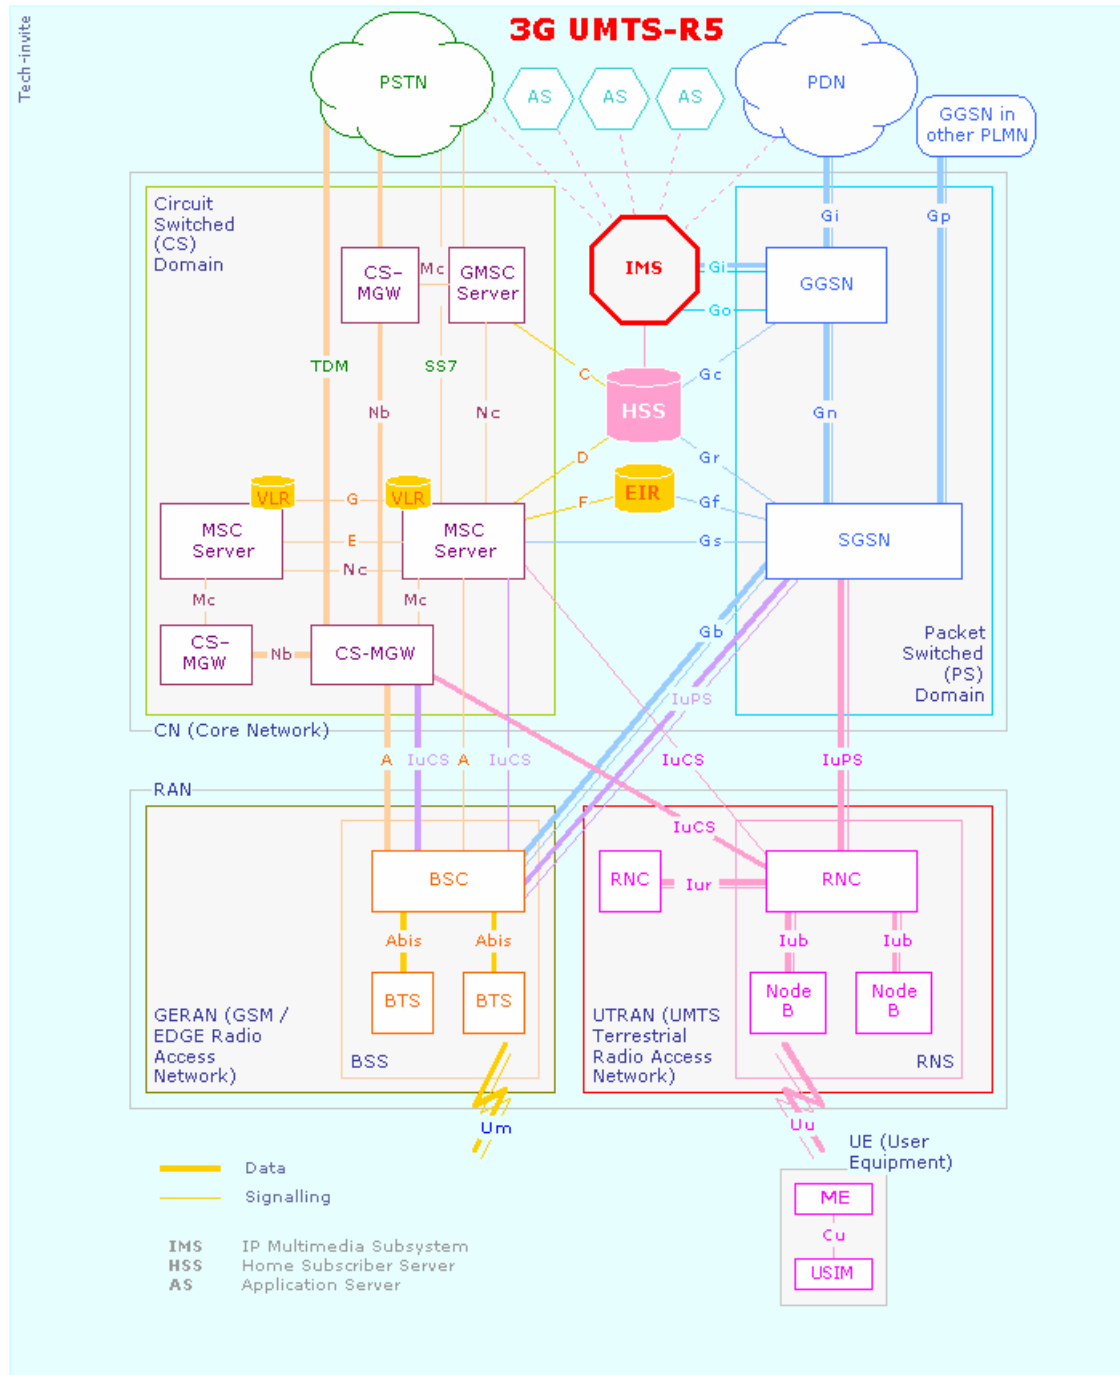 Tech-invite
3G UMTS-R5
PSTN
AS
AS
AS
PDN
GGSN in
other PLMN
Circuit
Switched
(CS)
Domain
Gi
Gp
CS-
MGW
Mc
GMSC
Server
IMS
Gi
GGSN
Go
TDM
SS7
C
Gc
Nb
Nc
HSS
Gn
D
Gr
VLR
G
VLR
F
EIR
Gf
MSC
Server
E
MSC
Server
Gs
SGSN
Nc
Mc
Mc
CS-
MGW
Nb
CS-MGW
Gb
Packet
Switched
(PS)
Domain
IuPS
CN (Core Network)
A
IuCS
A
IuCS
IuCS
IuPS
RAN
IuCS
BSC
RNC
Iur
RNC
Abis
Abis
Iub
Iub
BTS
BTS
Node
B
Node
B
GERAN (GSM /
EDGE Radio
Access
Network)
BSS
UTRAN (UMTS
Terrestrial
Radio Access
Network)
RNS
Um
Uu
UE (User
Equipment)
Data
Signalling
ME
Cu
USIM
IMS IP Multimedia Subsystem
HSS Home Subscriber Server
AS Application Server